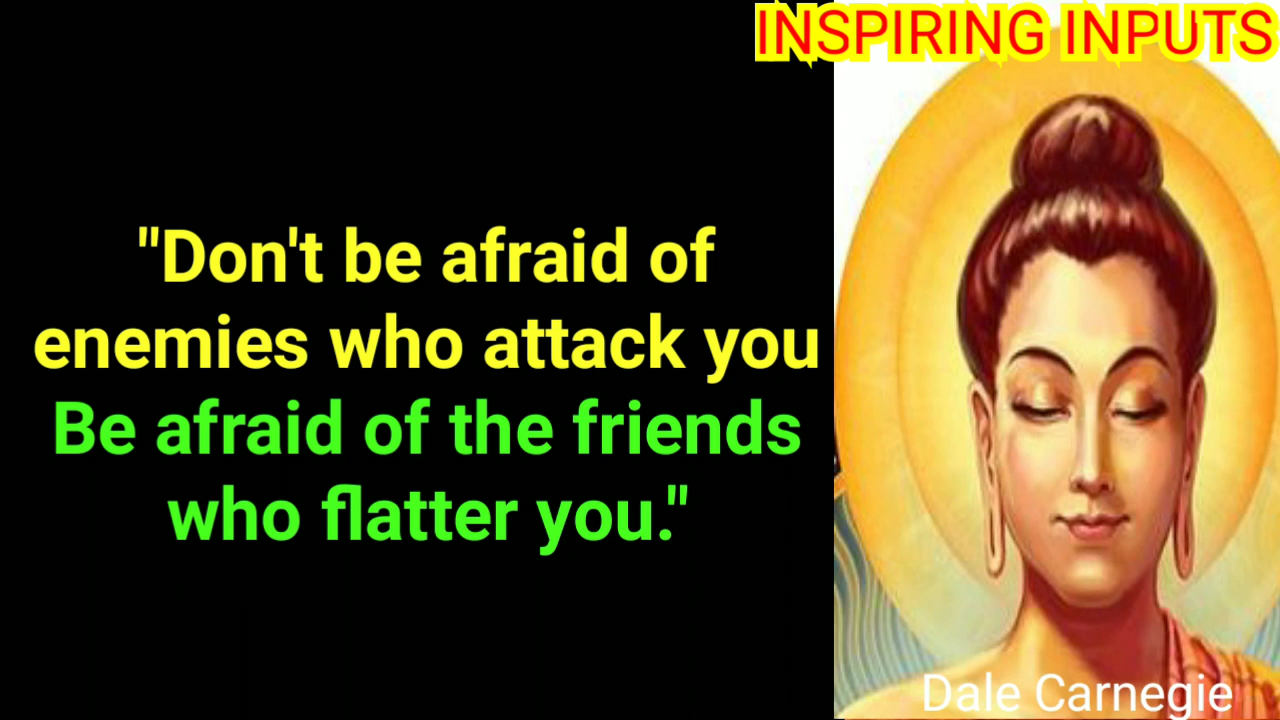 INSPIRING INPUTS
"Don't be afraid of
enemies who attack you
Be afraid of the friends
who flatter you."
Dale Carnegie